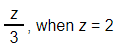 z/3, when z = 2